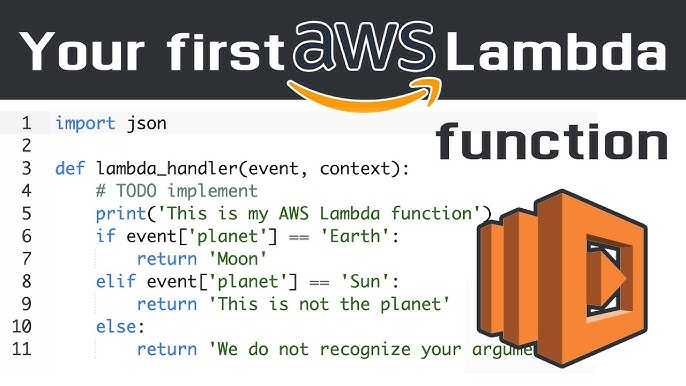 Your first aws Lambda
function
1 import json
2
3 def lambda_handler(event, context):
4     # TODO implement
5     print('This is my AWS Lambda function')
6     if event['planet'] == 'Earth':
7         return 'Moon'
8     elif event['planet'] == 'Sun':
9         return 'This is not the planet'
10     else:
11         return 'We do not recognize your